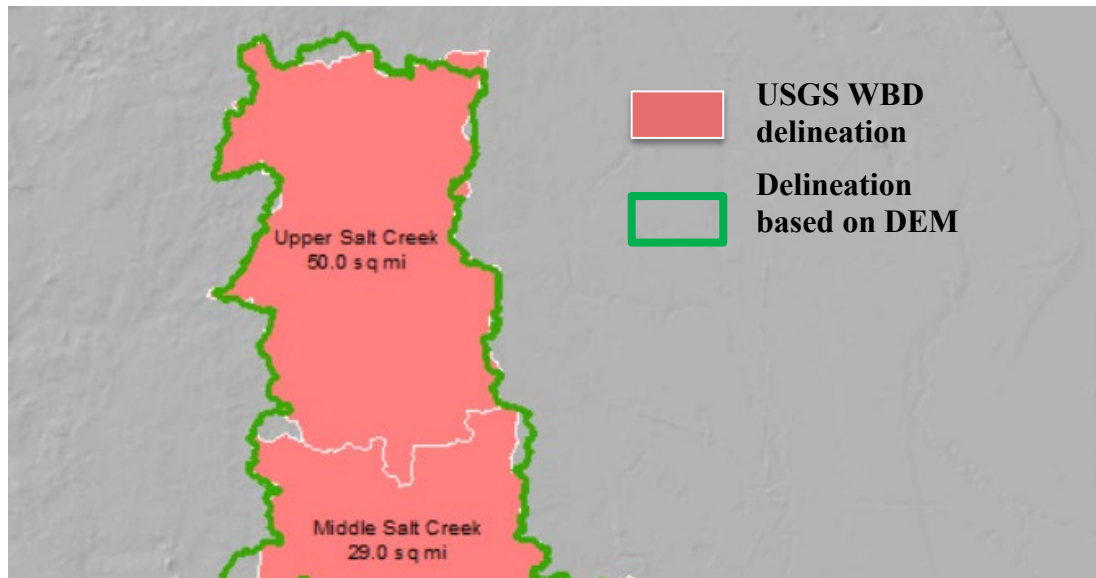 USGS WBD
delineation
Delineation
based on DEM
Upper Salt Creek
50.0 sq mi
Middle Salt Creek
29.0 sq mi